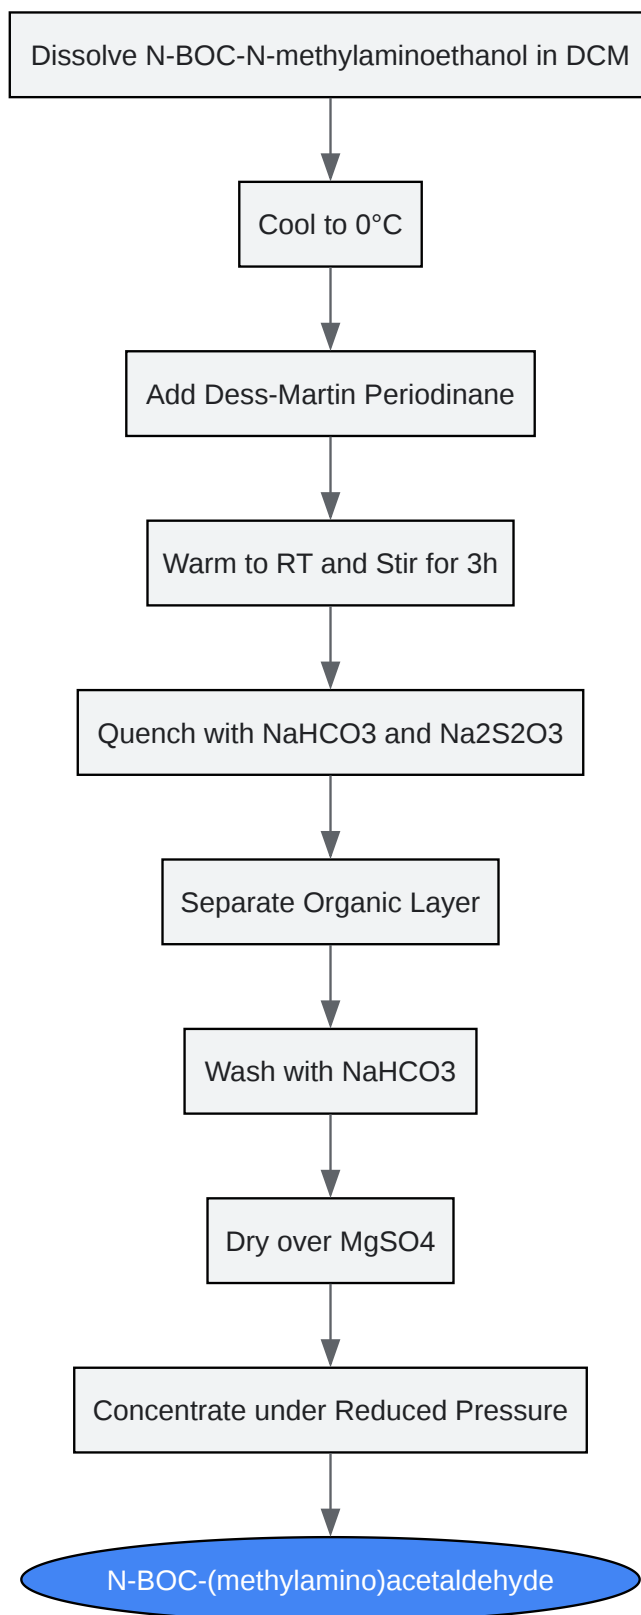 Dissolve N-BOC-N-methylaminoethanol in DCM
Cool to 0°C
Add Dess-Martin Periodinane
Warm to RT and Stir for 3h
Quench with NaHCO3 and Na2S2O3
Separate Organic Layer
Wash with NaHCO3
Dry over MgSO4
Concentrate under Reduced Pressure
N-BOC-(methylamino)acetaldehyde